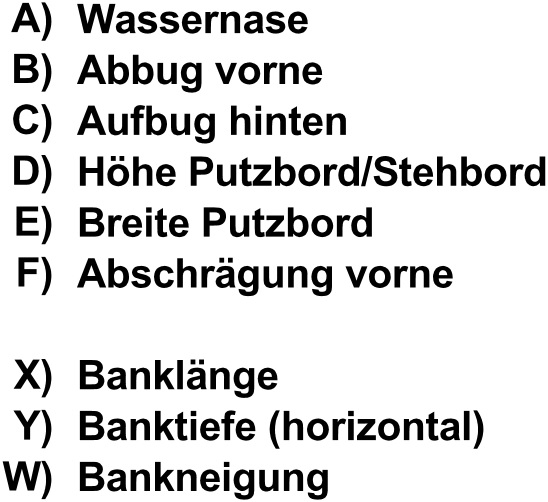 A) Wassernase
B) Abbug vorne
C) Aufbug hinten
D) Höhe Putzbord/Stehbord
E) Breite Putzbord
F) Abschrägung vorne
X) Banklänge
Y) Banktiefe (horizontal)
W) Bankneigung